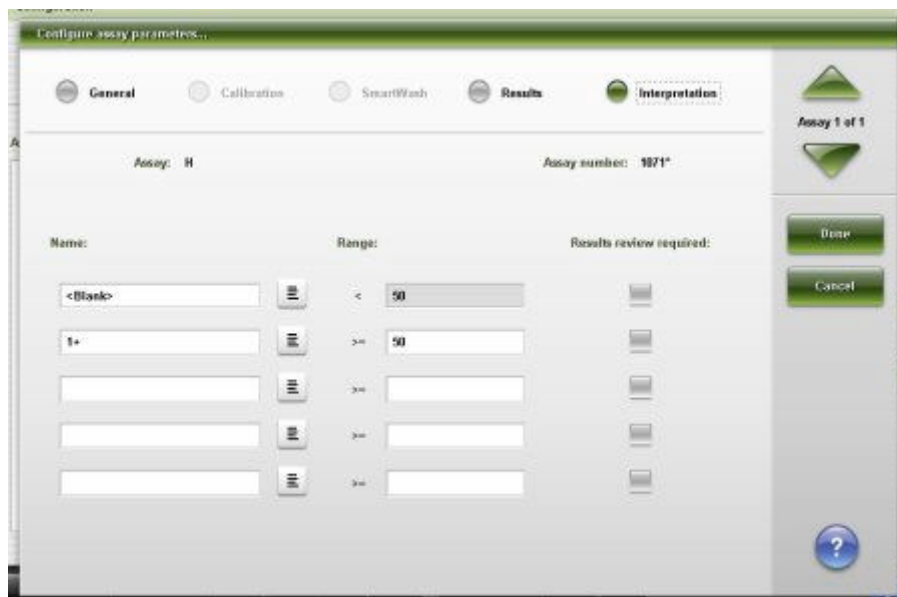 Configure assay parameters...
General
Calibration
SmartWash
Results
Interpretation
Assay 1 of 1
Assay: H
Assay number: 1071*
Name:
Range:
Results review required:
Done
<Blank>
<
50
Cancel
1+
>=
50
>=
>=
>=
?